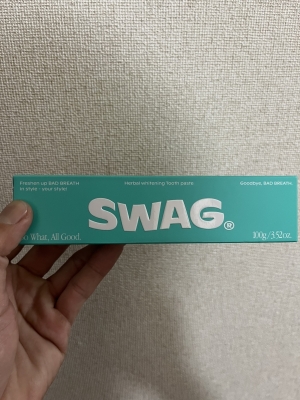 Freshen up BAD BREATH
in style - your style!
Herbal whitening tooth paste
Goodbye, BAD BREATH.
SWAG®
What. All Good.
100g/3.52oz.